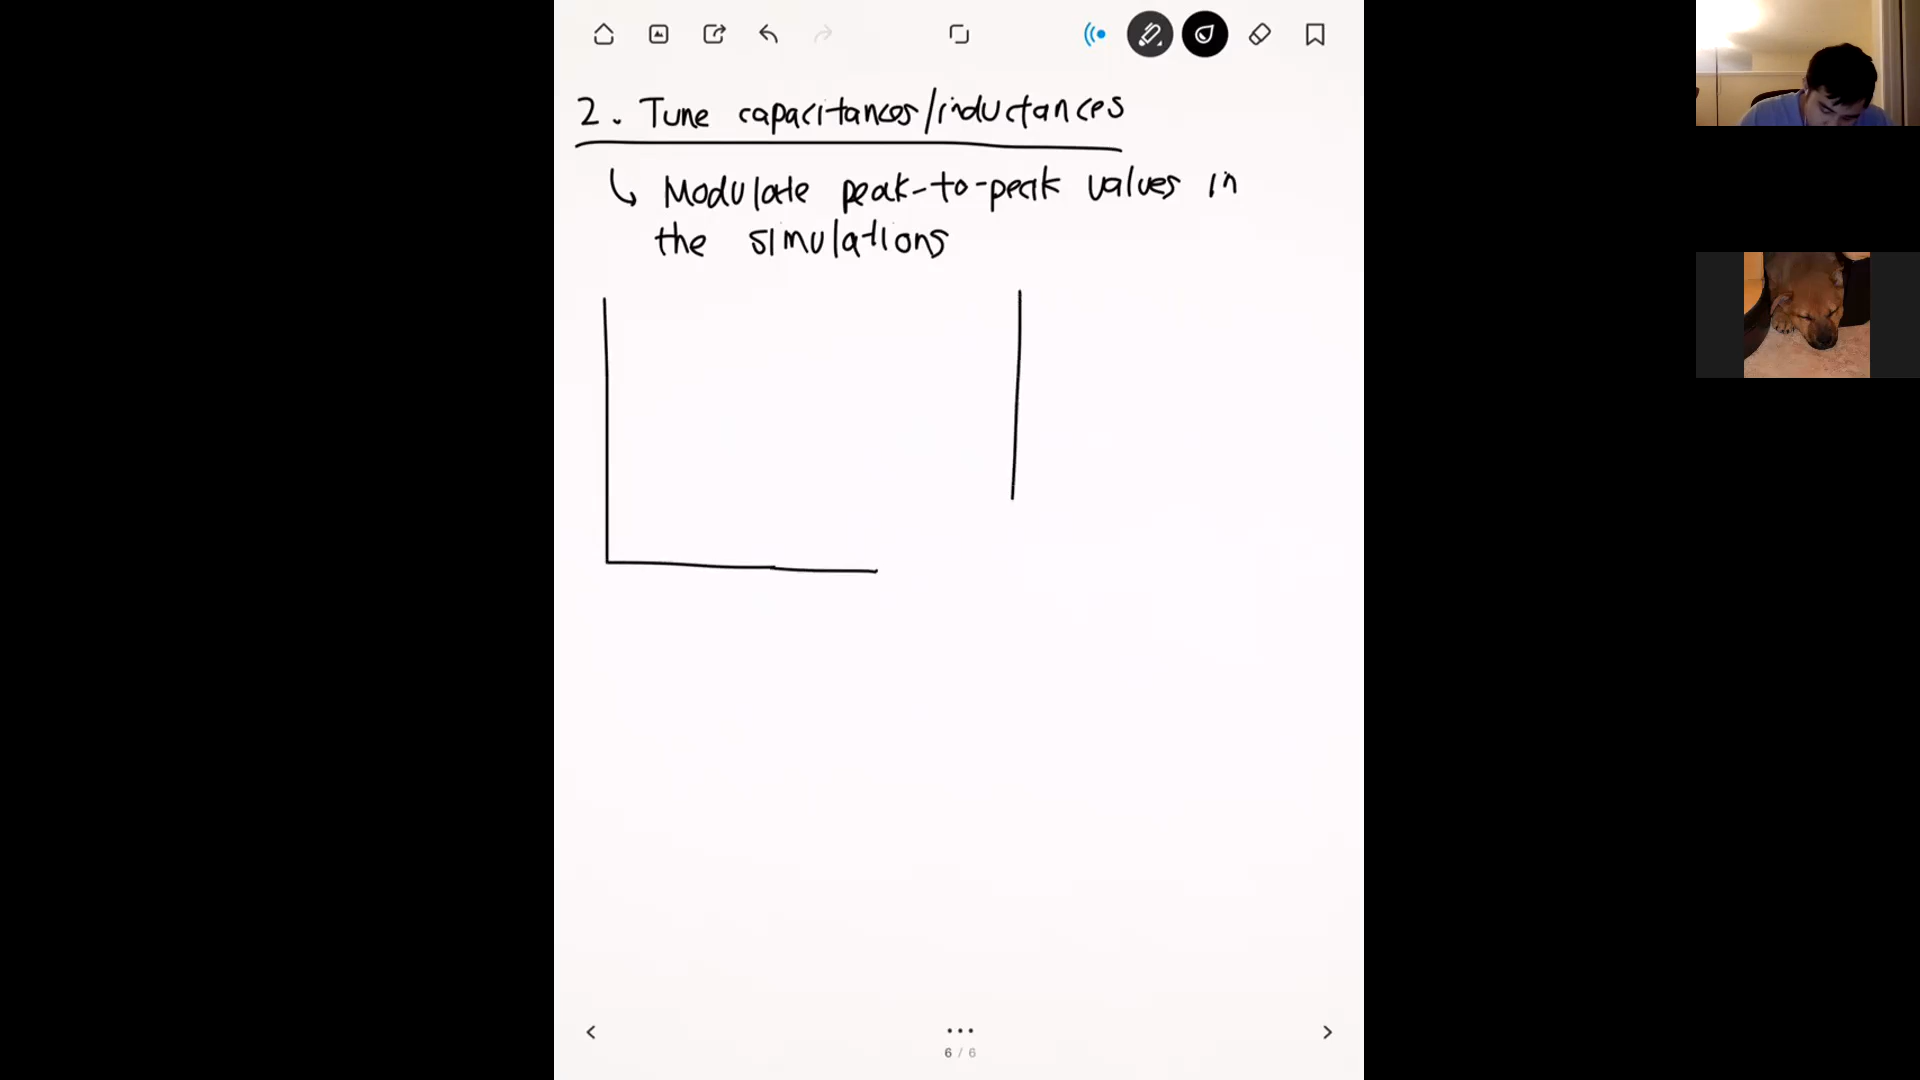 2. Tune capacitances/inductances
Modulate peak-to-peak values in
the simulations
6 / 6